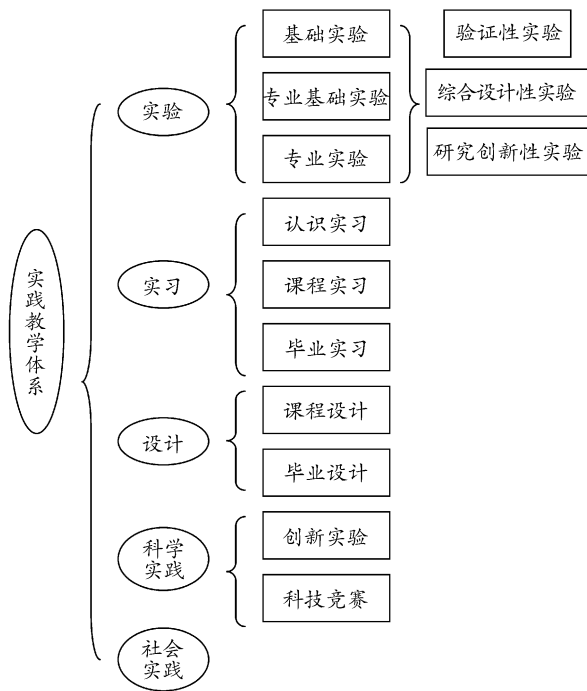 实践教学体系
实验
基础实验
专业基础实验
专业实验
验证性实验
综合设计性实验
研究创新性实验
实习
认识实习
课程实习
毕业实习
设计
课程设计
毕业设计
科学
实践
创新实验
科技竞赛
社会
实践